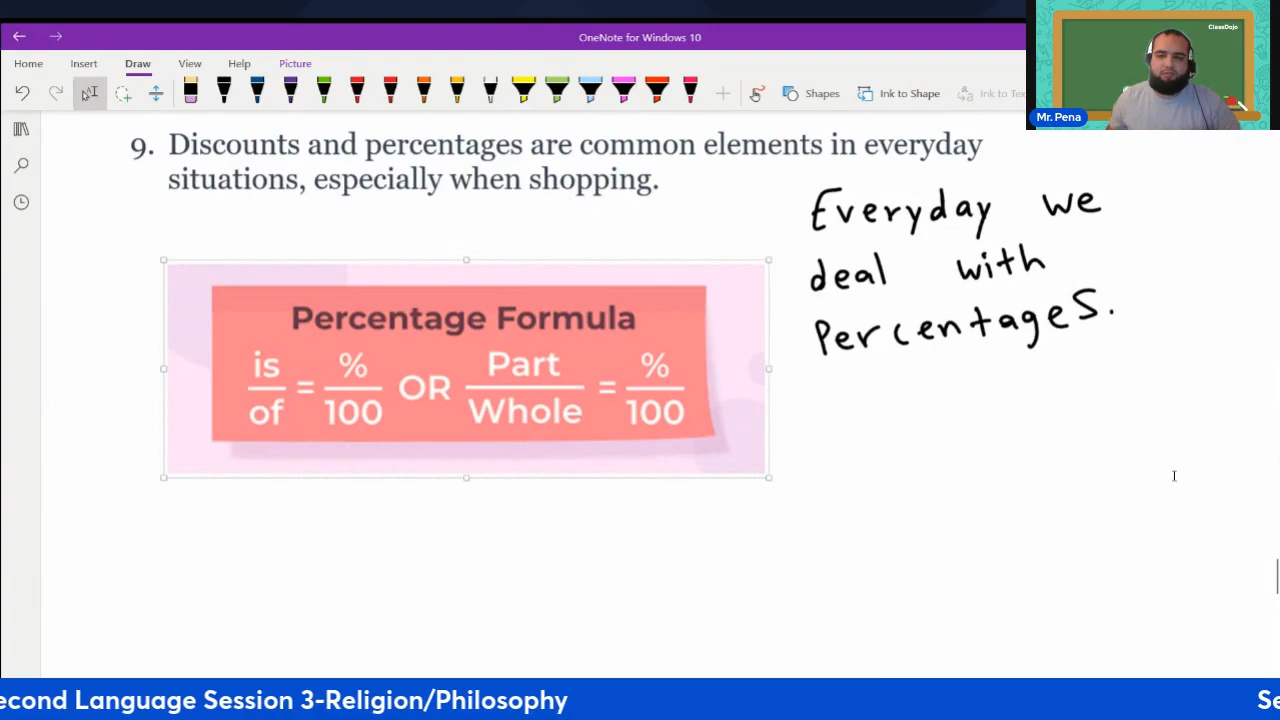 OneNote for Windows 10
ClassDojo
Home Insert Draw View Help Picture
Shapes Ink to Shape Ink to Tex
Mr. Pena
9. Discounts and percentages are common elements in everyday
situations, especially when shopping.
Everyday we
deal with
Percentages.
Percentage Formula
is/of = %/100 OR Part/Whole = %/100
econd Language Session 3-Religion/Philosophy
Se